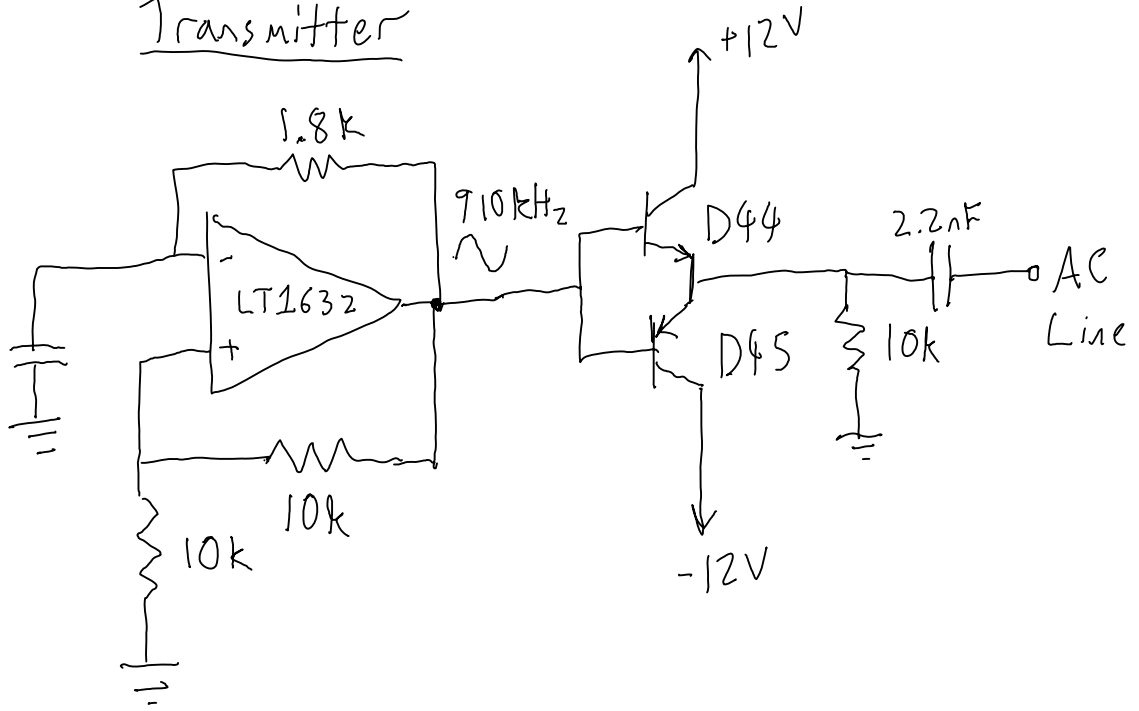 Transmitter
+12V
1.8k
910kHz
D44
2.2nF
-
LT1632
AC
Line
+
D45
10k
10k
10k
-12V